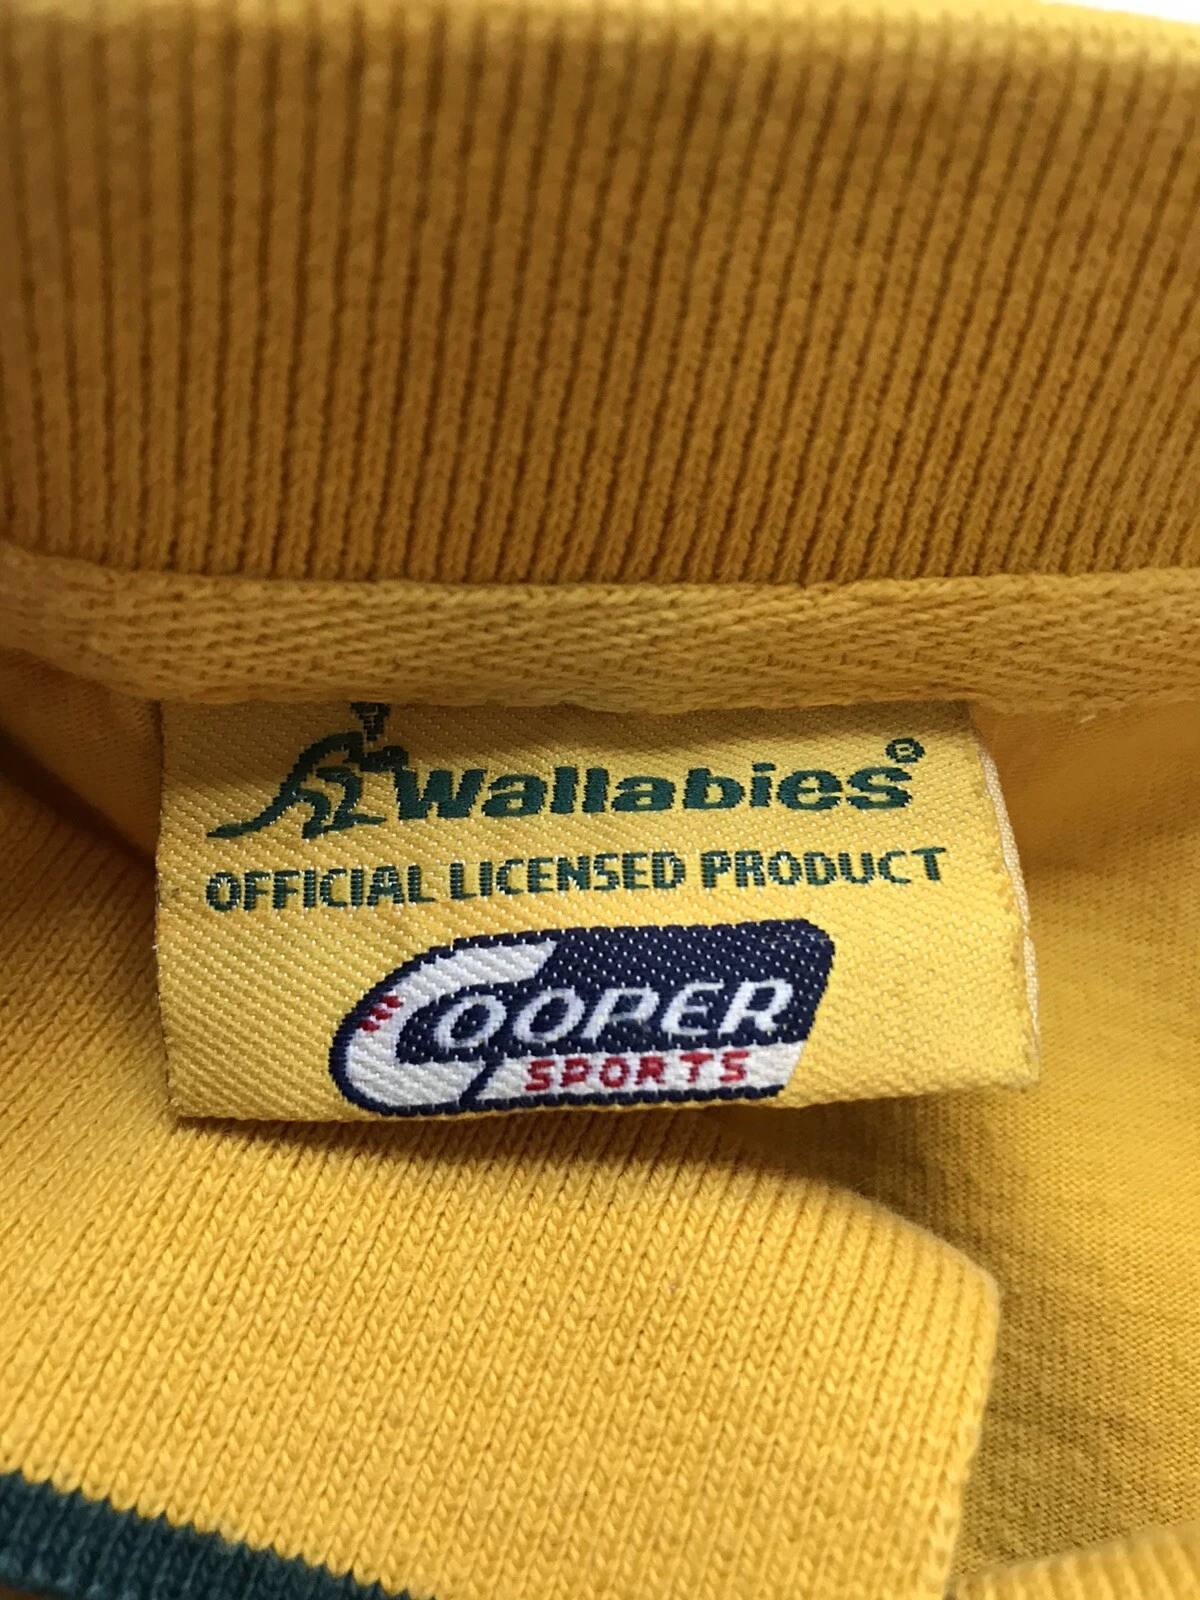 Wallabies®
OFFICIAL LICENSED PRODUCT
COOPER
SPORTS